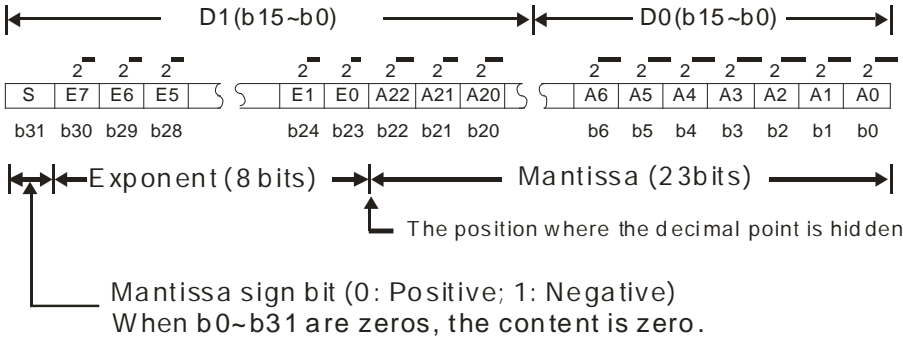 D1(b15~b0) D0(b15~b0)
2 2 2 2 2 2 2 2 2 2 2 2 2 2 2 2
S E7 E6 E5 E1 E0 A22 A21 A20 A6 A5 A4 A3 A2 A1 A0
b31 b30 b29 b28 b24 b23 b22 b21 b20 b6 b5 b4 b3 b2 b1 b0
Exponent (8 bits) Mantissa (23bits)
The position where the decimal point is hidden
Mantissa sign bit (0: Positive; 1: Negative)
When b0~b31 are zeros, the content is zero.